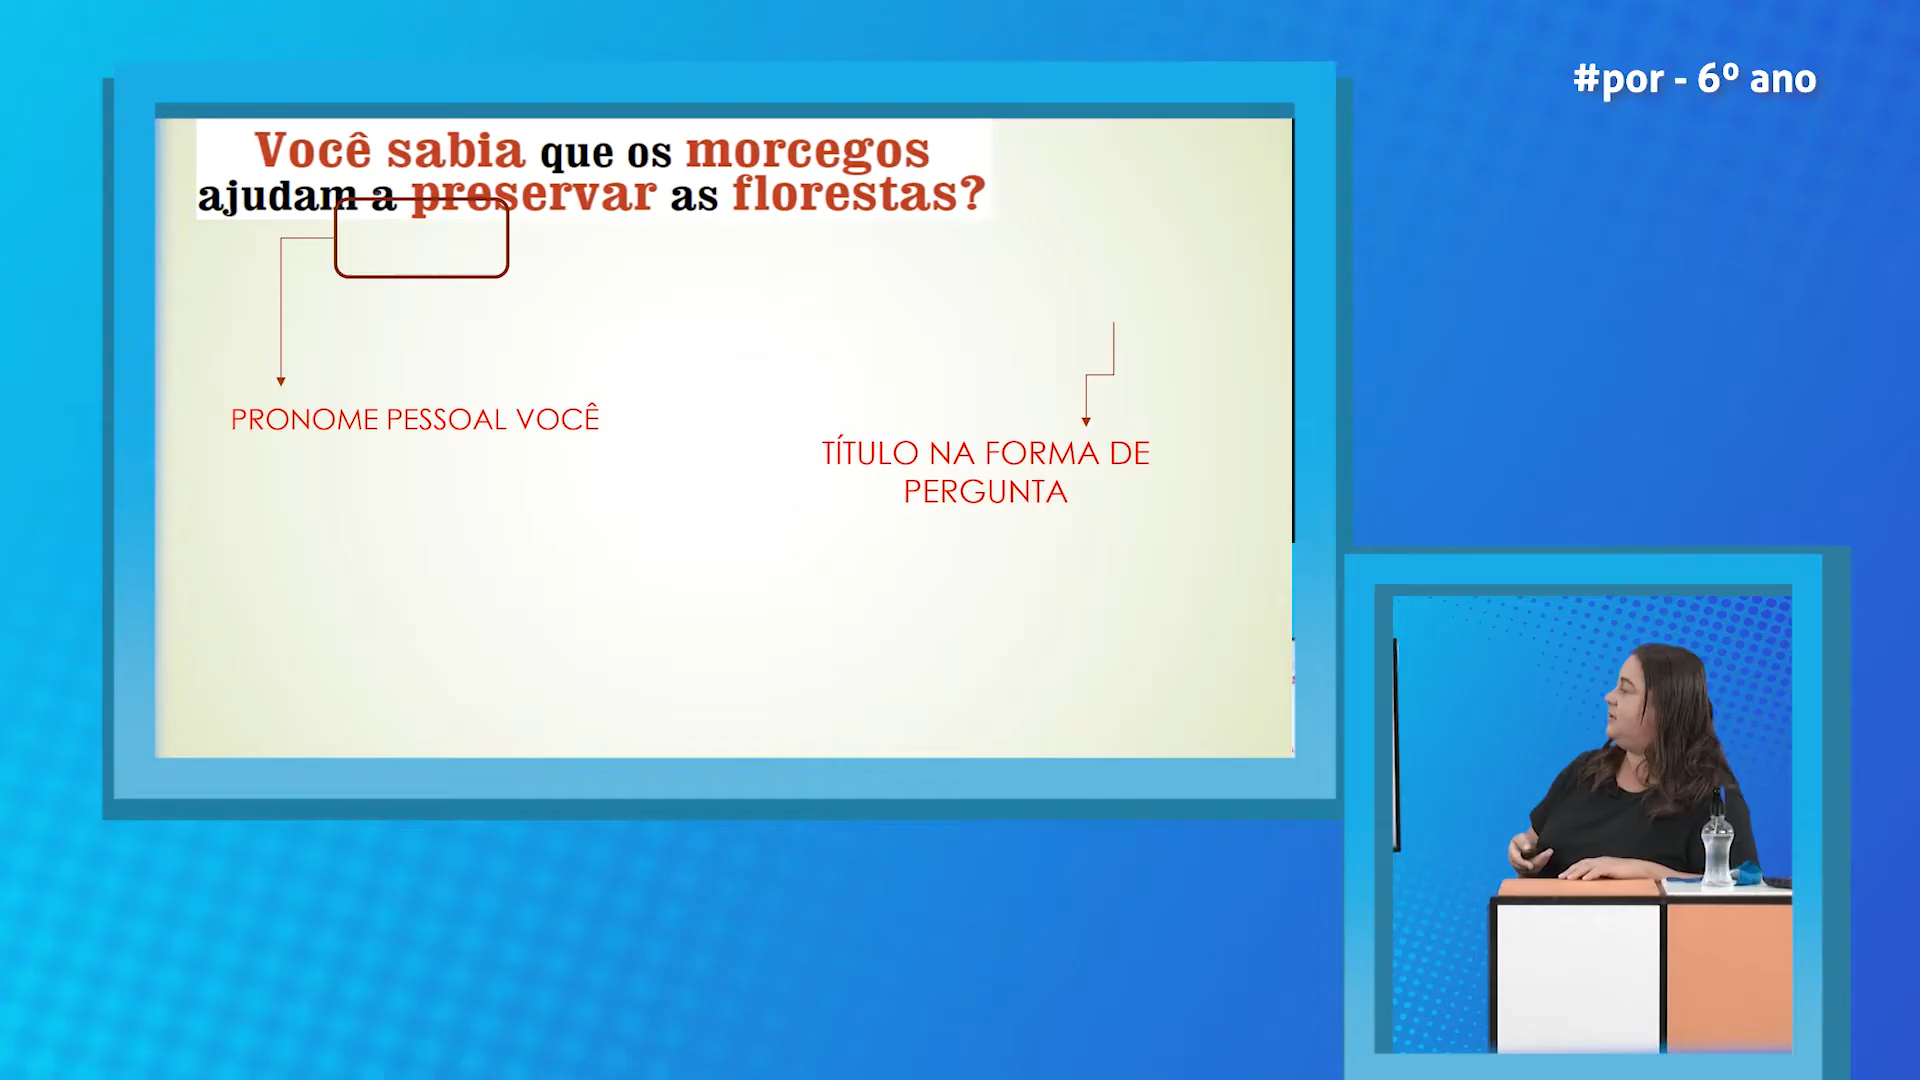 #por - 6º ano
Você sabia que os morcegos
ajudam a preservar as florestas?
PRONOME PESSOAL VOCÊ
TÍTULO NA FORMA DE
PERGUNTA